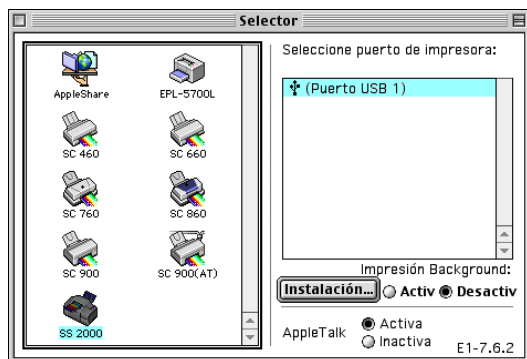 Selector
AppleShare EPL-5700L
SC 460 SC 660
SC 760 SC 860
SC 900 SC 900(AT)
SS 2000
Seleccione puerto de impresora:
(Puerto USB 1)
Impresión Background:
Instalación... Activ Desactiv
AppleTalk Activa
Inactiva
E1-7.6.2